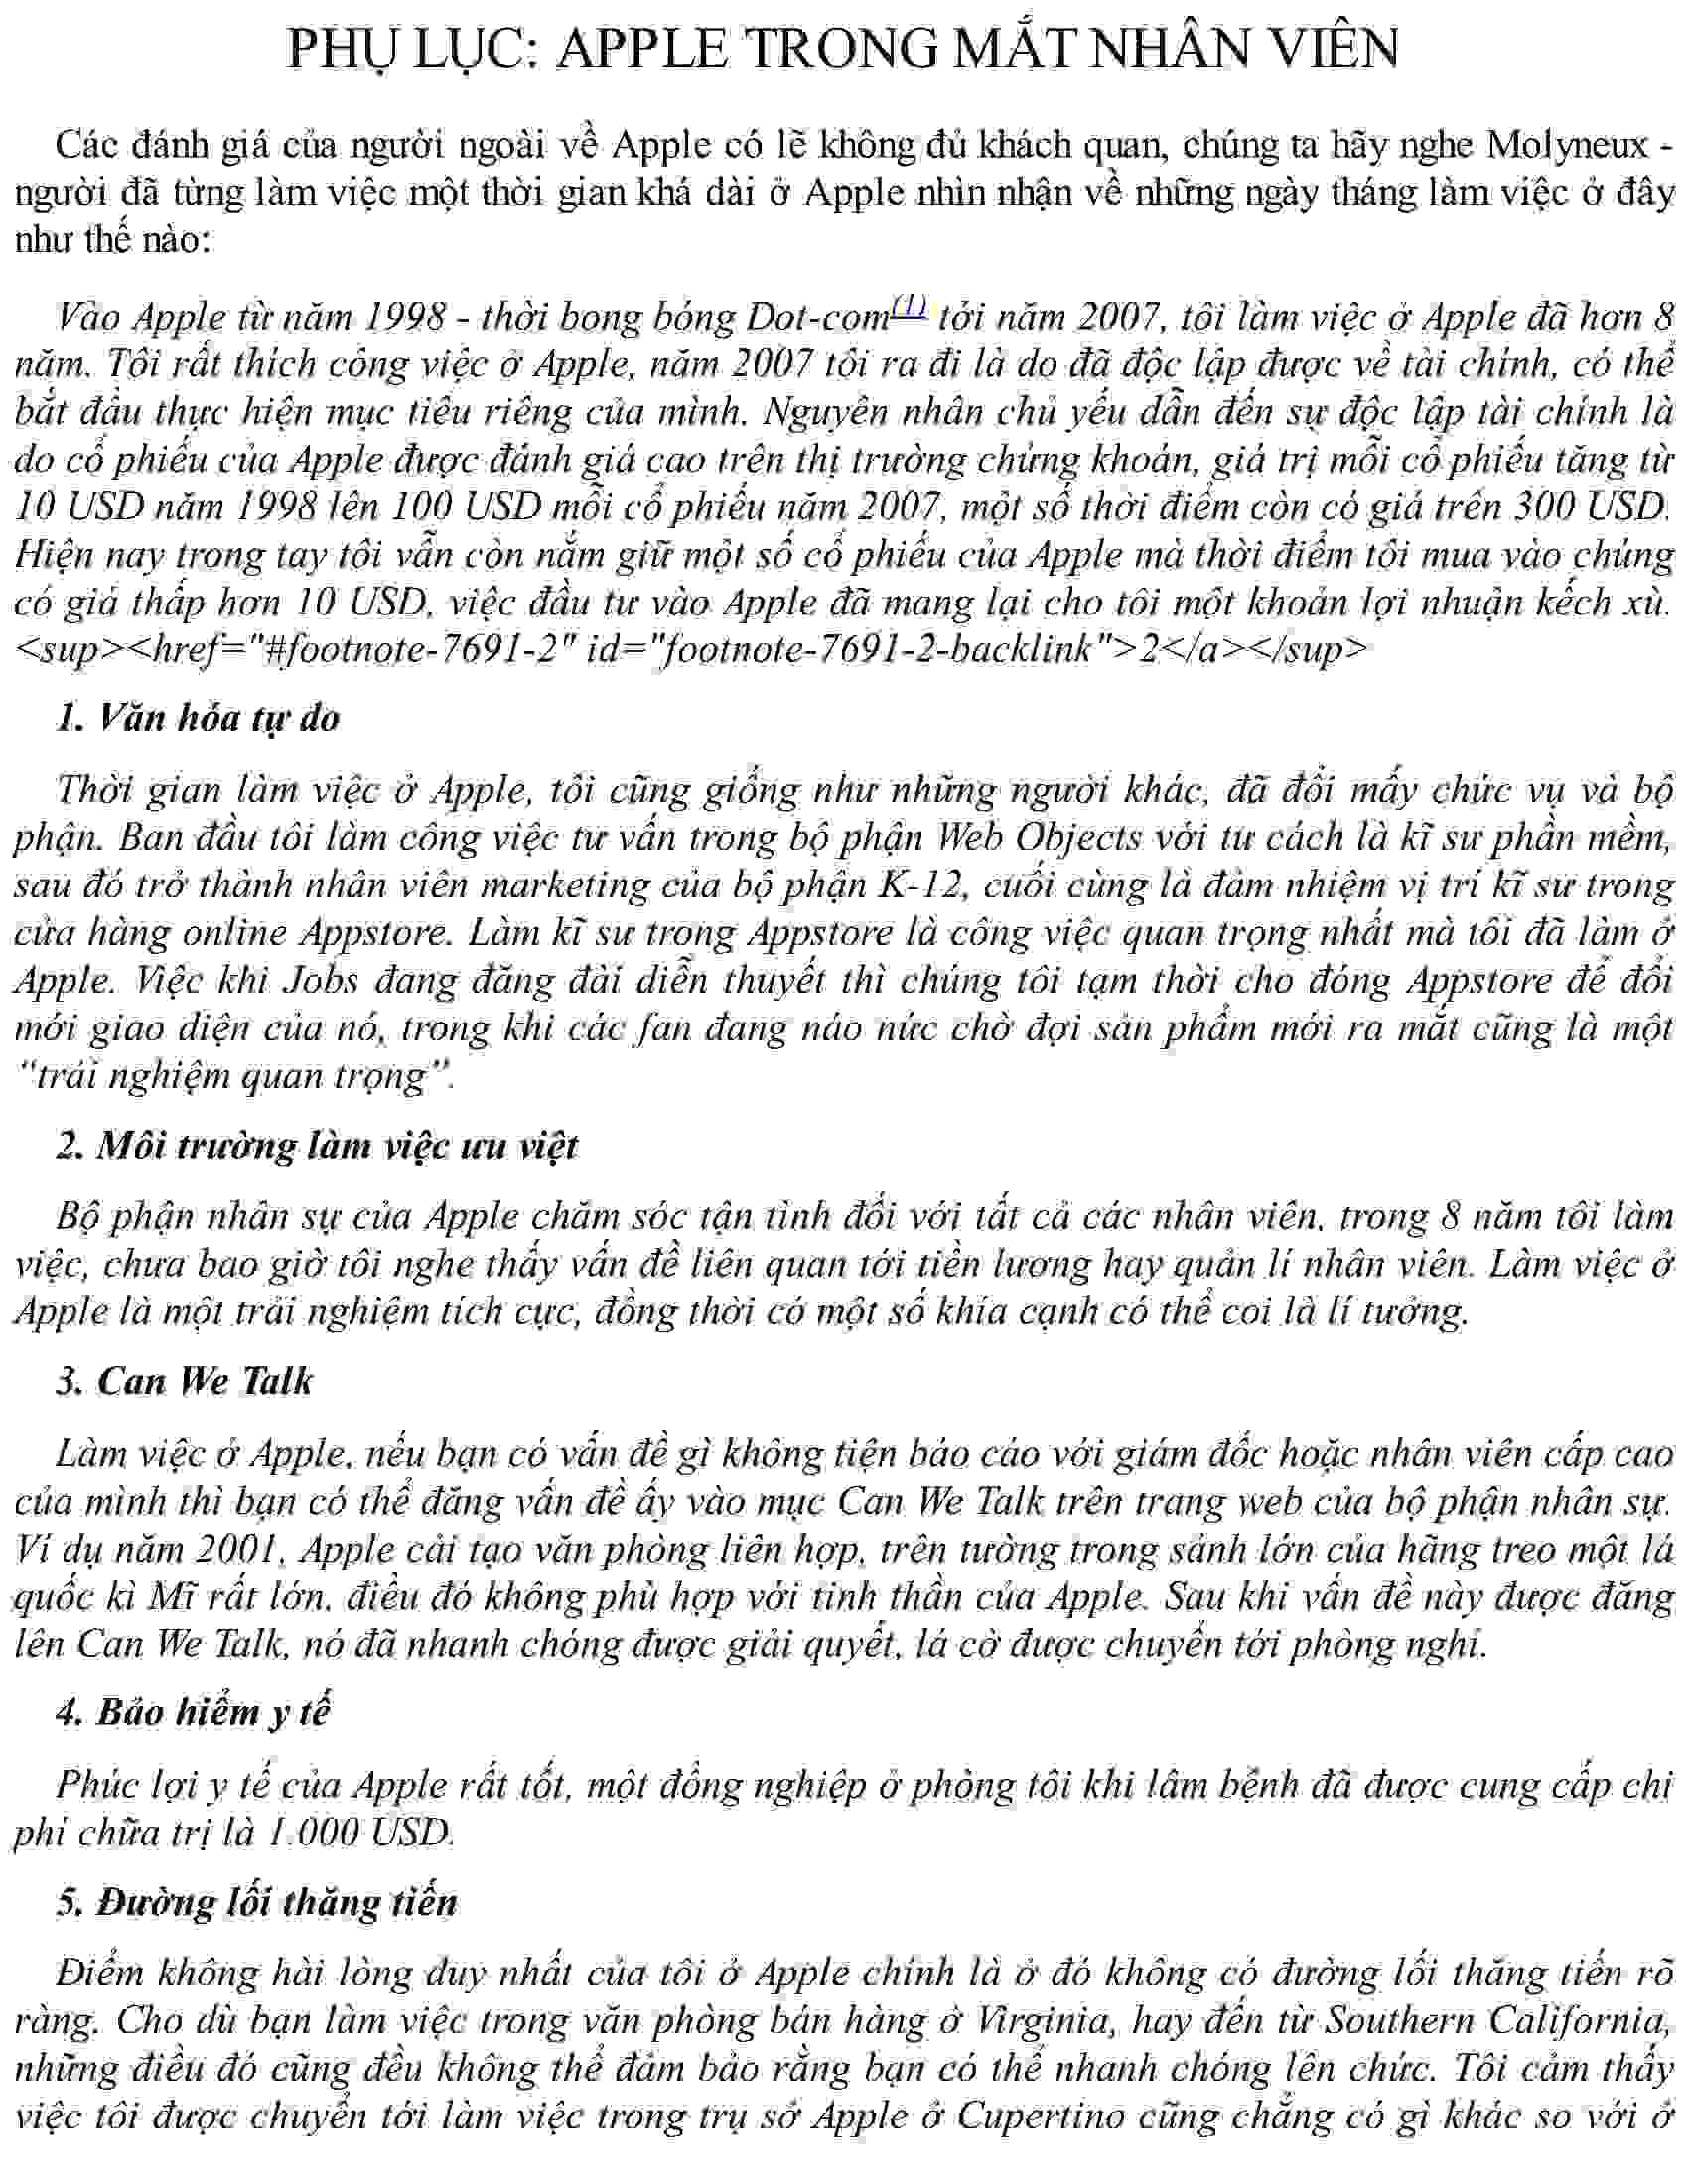 PHỤ LỤC: APPLE TRONG MẮT NHÂN VIÊN
Các đánh giá của người ngoài về Apple có lẽ không đủ khách quan, chúng ta hãy nghe Molyneux -
người đã từng làm việc một thời gian khá dài ở Apple nhìn nhận về những ngày tháng làm việc ở đây
như thế nào:
Vào Apple từ năm 1998 - thời bong bóng Dot-com(1) tới năm 2007, tôi làm việc ở Apple đã hơn 8
năm. Tôi rất thích công việc ở Apple, năm 2007 tôi ra đi là do đã độc lập được về tài chính, có thể
bắt đầu thực hiện mục tiêu riêng của mình. Nguyên nhân chủ yếu dẫn đến sự độc lập tài chính là
do cổ phiếu của Apple được đánh giá cao trên thị trường chứng khoán, giá trị mỗi cổ phiếu tăng từ
10 USD năm 1998 lên 100 USD mỗi cổ phiếu năm 2007, một số thời điểm còn có giá trên 300 USD.
Hiện nay trong tay tôi vẫn còn nắm giữ một số cổ phiếu của Apple mà thời điểm tôi mua vào chúng
có giá thấp hơn 10 USD, việc đầu tư vào Apple đã mang lại cho tôi một khoản lợi nhuận kếch xù.
<sup><href="#footnote-7691-2" id="footnote-7691-2-backlink">2</a></sup>
1. Văn hóa tự do
Thời gian làm việc ở Apple, tôi cũng giống như những người khác, đã đổi mấy chức vụ và bộ
phận. Ban đầu tôi làm công việc tư vấn trong bộ phận Web Objects với tư cách là kĩ sư phần mềm,
sau đó trở thành nhân viên marketing của bộ phận K-12, cuối cùng là đảm nhiệm vị trí kĩ sư trong
cửa hàng online Appstore. Làm kĩ sư trong Appstore là công việc quan trọng nhất mà tôi đã làm ở
Apple. Việc khi Jobs đang đăng đài diễn thuyết thì chúng tôi tạm thời cho đóng Appstore để đổi
mới giao diện của nó, trong khi các fan đang náo nức chờ đợi sản phẩm mới ra mắt cũng là một
“trải nghiệm quan trọng”.
2. Môi trường làm việc ưu việt
Bộ phận nhân sự của Apple chăm sóc tận tình đối với tất cả các nhân viên, trong 8 năm tôi làm
việc, chưa bao giờ tôi nghe thấy vấn đề liên quan tới tiền lương hay quản lí nhân viên. Làm việc ở
Apple là một trải nghiệm tích cực, đồng thời có một số khía cạnh có thể coi là lí tưởng.
3. Can We Talk
Làm việc ở Apple, nếu bạn có vấn đề gì không tiện báo cáo với giám đốc hoặc nhân viên cấp cao
của mình thì bạn có thể đăng vấn đề ấy vào mục Can We Talk trên trang web của bộ phận nhân sự.
Ví dụ năm 2001, Apple cải tạo văn phòng liên hợp, trên tường trong sảnh lớn của hãng treo một lá
quốc kì Mĩ rất lớn, điều đó không phù hợp với tinh thần của Apple. Sau khi vấn đề này được đăng
lên Can We Talk, nó đã nhanh chóng được giải quyết, lá cờ được chuyển tới phòng nghỉ.
4. Bảo hiểm y tế
Phúc lợi y tế của Apple rất tốt, một đồng nghiệp ở phòng tôi khi lâm bệnh đã được cung cấp chi
phí chữa trị là 1.000 USD.
5. Đường lối thăng tiến
Điểm không hài lòng duy nhất của tôi ở Apple chính là ở đó không có đường lối thăng tiến rõ
ràng. Cho dù bạn làm việc trong văn phòng bán hàng ở Virginia, hay đến từ Southern California,
những điều đó cũng đều không thể đảm bảo rằng bạn có thể nhanh chóng lên chức. Tôi cảm thấy
việc tôi được chuyển tới làm việc trong trụ sở Apple ở Cupertino cũng chẳng có gì khác so với ở